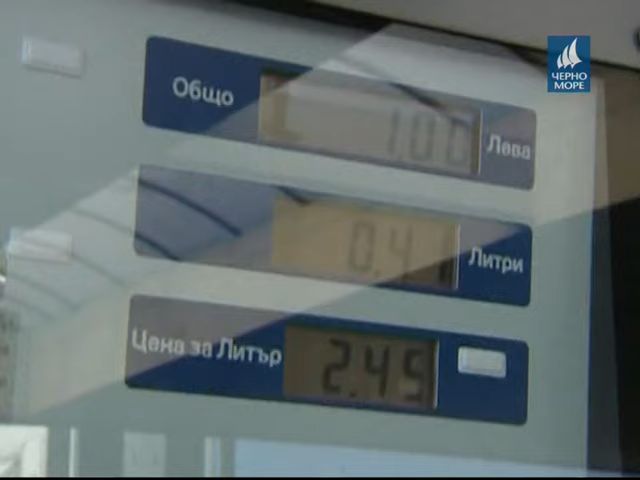 ЧЕРНО
МОРЕ
Общо 1.00 Лева
0.41 Литри
Цена за Литър 2.45